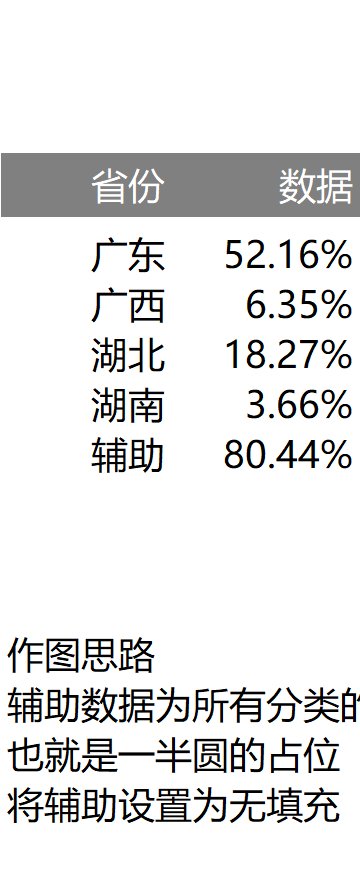 省份 数据
广东 52.16%
广西 6.35%
湖北 18.27%
湖南 3.66%
辅助 80.44%
作图思路
辅助数据为所有分类的
也就是一半圆的占位
将辅助设置为无填充